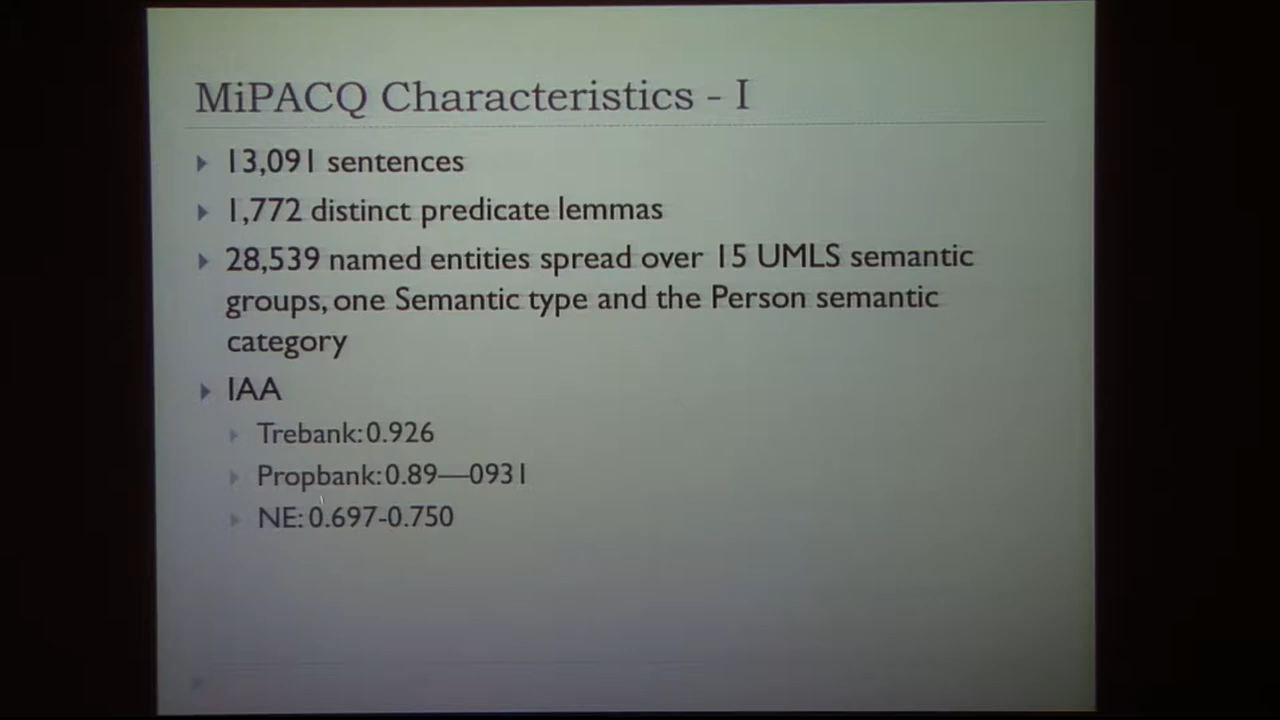 MiPACQ Characteristics - I
13,091 sentences
1,772 distinct predicate lemmas
28,539 named entities spread over 15 UMLS semantic
groups, one Semantic type and the Person semantic
category
IAA
Trebank: 0.926
Propbank: 0.89—0931
NE: 0.697-0.750